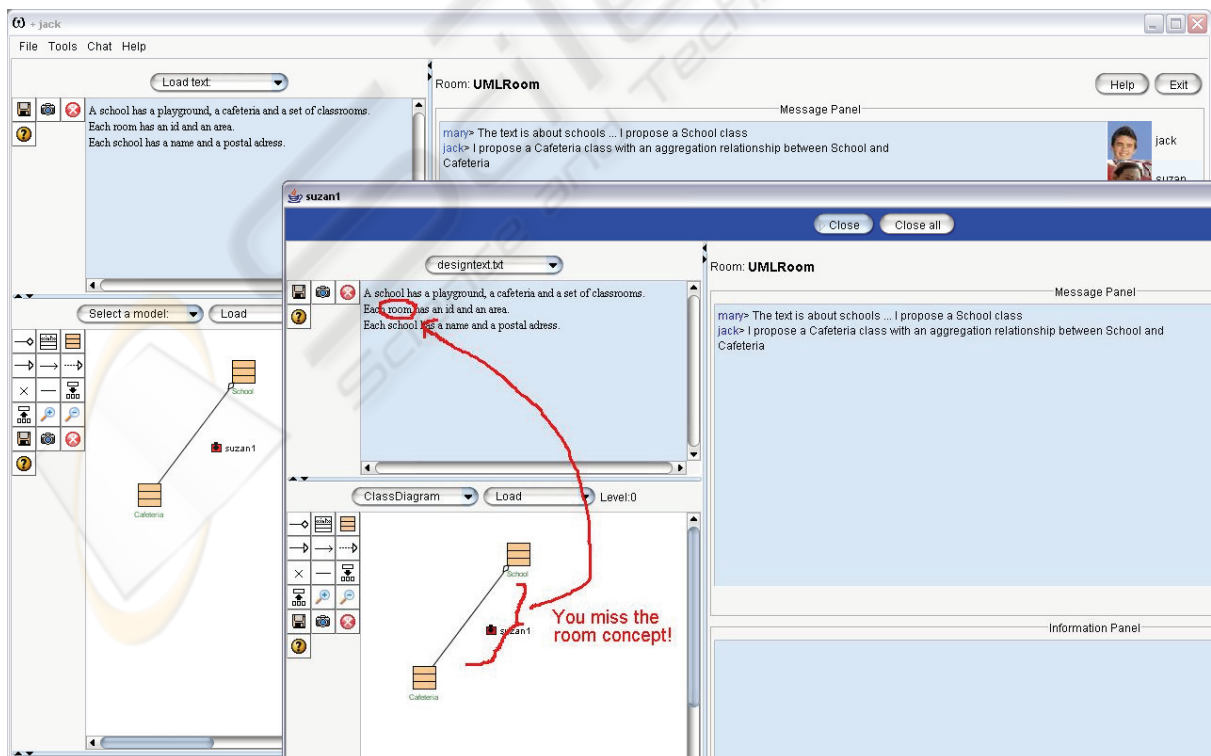 + jack
File Tools Chat Help
Load text:
A school has a playground, a cafeteria and a set of classrooms.
Each room has an id and an area.
Each school has a name and a postal adress.
Room: UMLRoom
Help
Exit
Message Panel
mary> The text is about schools ... I propose a School class
jack> I propose a Cafeteria class with an aggregation relationship between School and
Cafeteria
jack
suzan
Select a model:
Load
School
suzan1
Cafeteria
suzan1
Close
Close all
designtext.txt
A school has a playground, a cafeteria and a set of classrooms.
Each room has an id and an area.
Each school has a name and a postal adress.
Room: UMLRoom
Message Panel
mary> The text is about schools ... I propose a School class
jack> I propose a Cafeteria class with an aggregation relationship between School and
Cafeteria
ClassDiagram
Load
Level:0
School
suzan1
Cafeteria
You miss the
room concept!
Information Panel